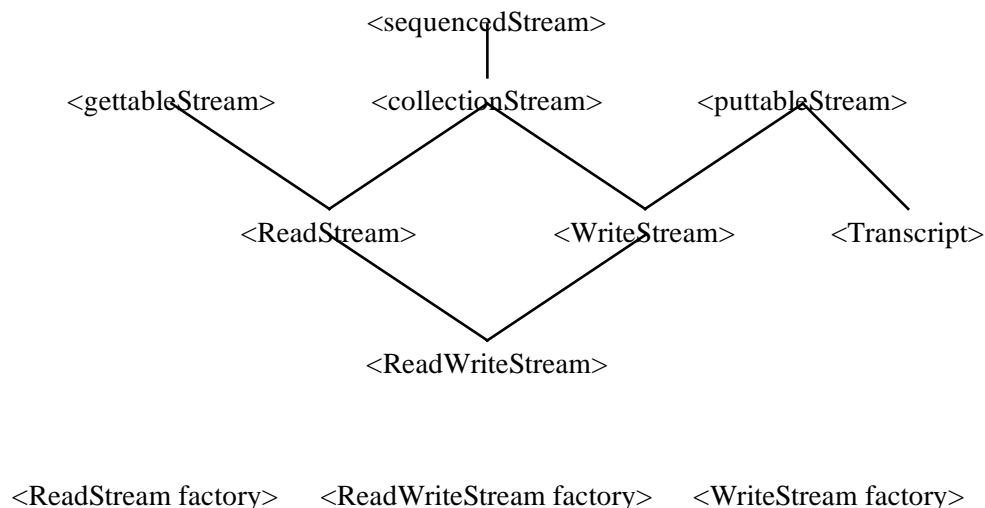 <sequencedStream>
<gettableStream> <collectionStream> <puttableStream>
<ReadStream> <WriteStream> <Transcript>
<ReadWriteStream>
<ReadStream factory> <ReadWriteStream factory> <WriteStream factory>